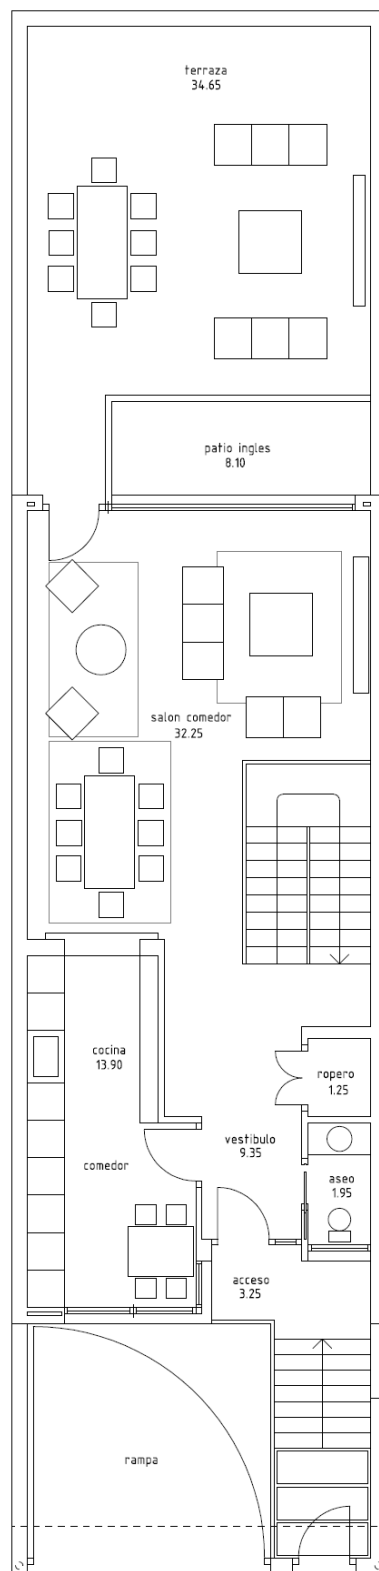 terraza
34.65
patio ingles
8.10
salon comedor
32.25
cocina
13.90
ropero
1.25
vestibulo
9.35
comedor
aseo
1.95
acceso
3.25
rampa